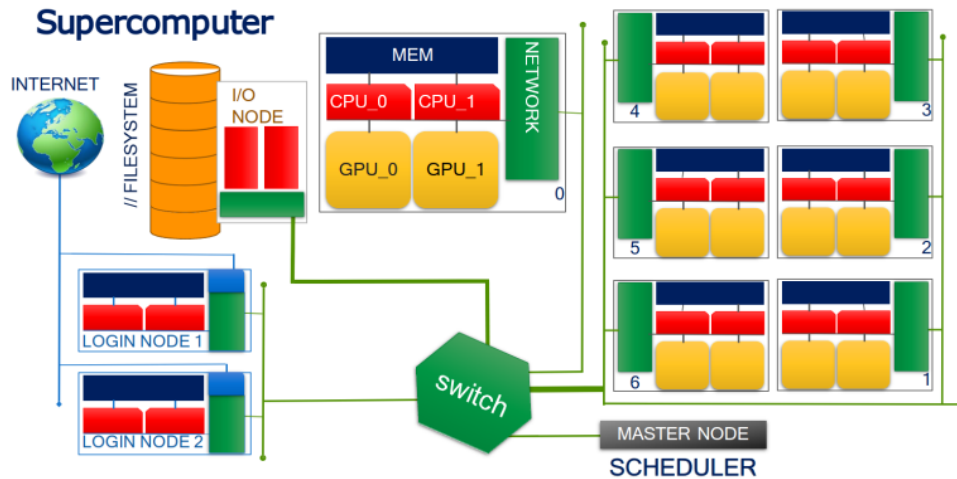 Supercomputer
INTERNET
// FILESYSTEM
I/O
NODE
MEM
CPU_0
CPU_1
GPU_0
GPU_1
NETWORK
0
4
3
5
2
6
1
LOGIN NODE 1
LOGIN NODE 2
switch
MASTER NODE
SCHEDULER